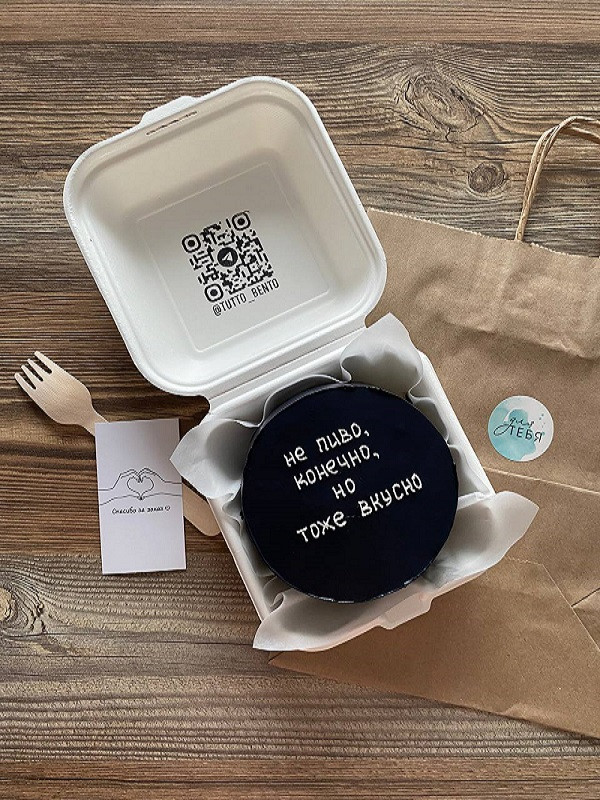 @TUTTO_BENTO
не пиво,
конечно,
но
тоже вкусно
Спасибо за заказ
для
ТЕБЯ